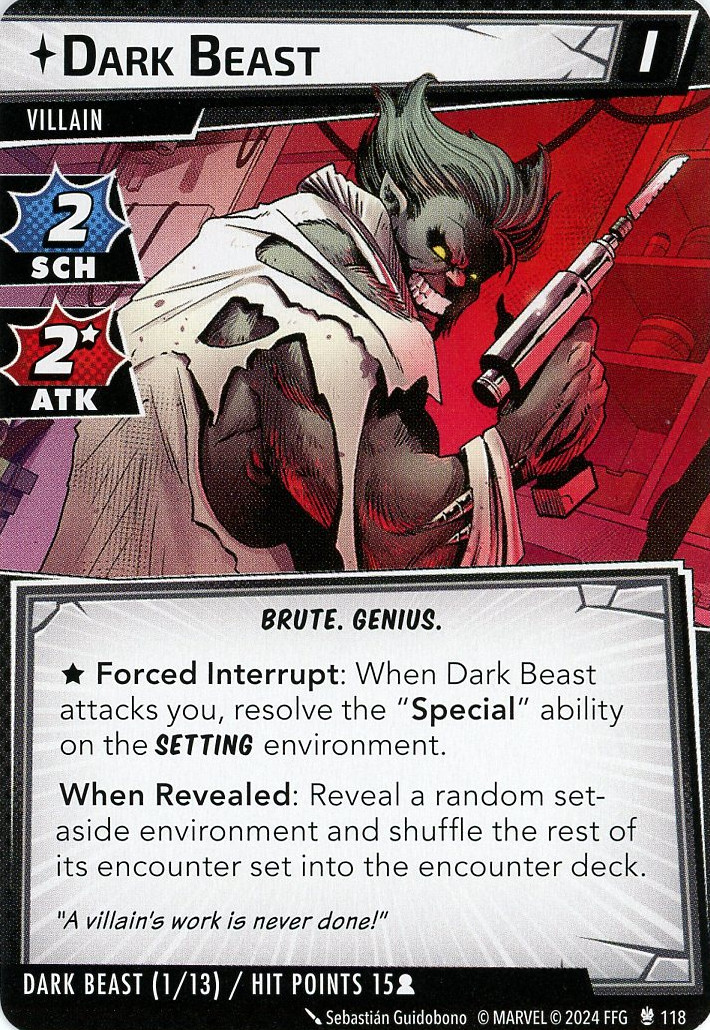 DARK BEAST
I
VILLAIN
2
SCH
2★
ATK
BRUTE. GENIUS.
★ Forced Interrupt: When Dark Beast
attacks you, resolve the “Special” ability
on the SETTING environment.
When Revealed: Reveal a random set-
aside environment and shuffle the rest of
its encounter set into the encounter deck.
"A villain's work is never done!"
DARK BEAST (1/13) / HIT POINTS 15
Sebastián Guidobono © MARVEL © 2024 FFG 118